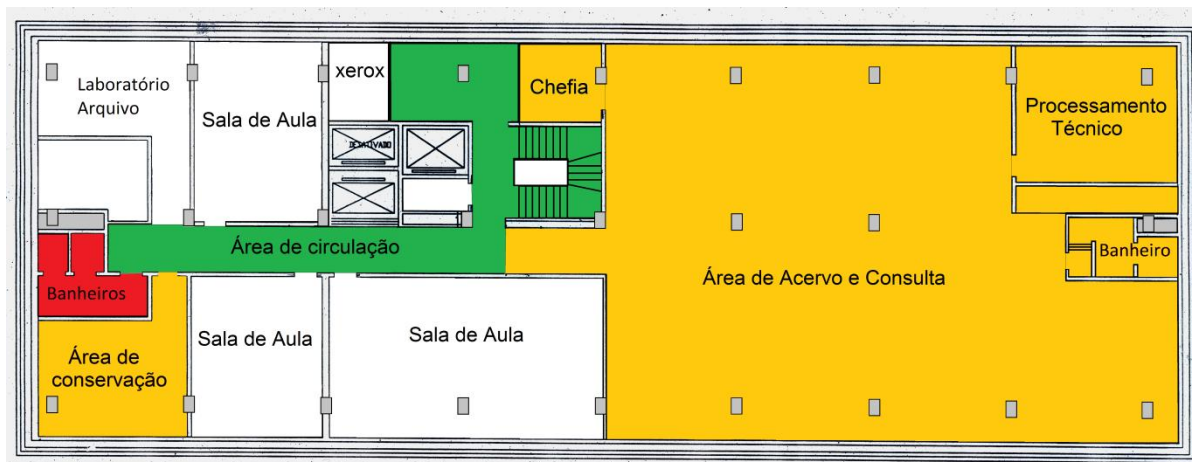 Laboratório
Arquivo
Sala de Aula
xerox
Chefia
Processamento
Técnico
DESATIVADO
Área de circulação
Área de Acervo e Consulta
Banheiro
Banheiros
Área de
conservação
Sala de Aula
Sala de Aula